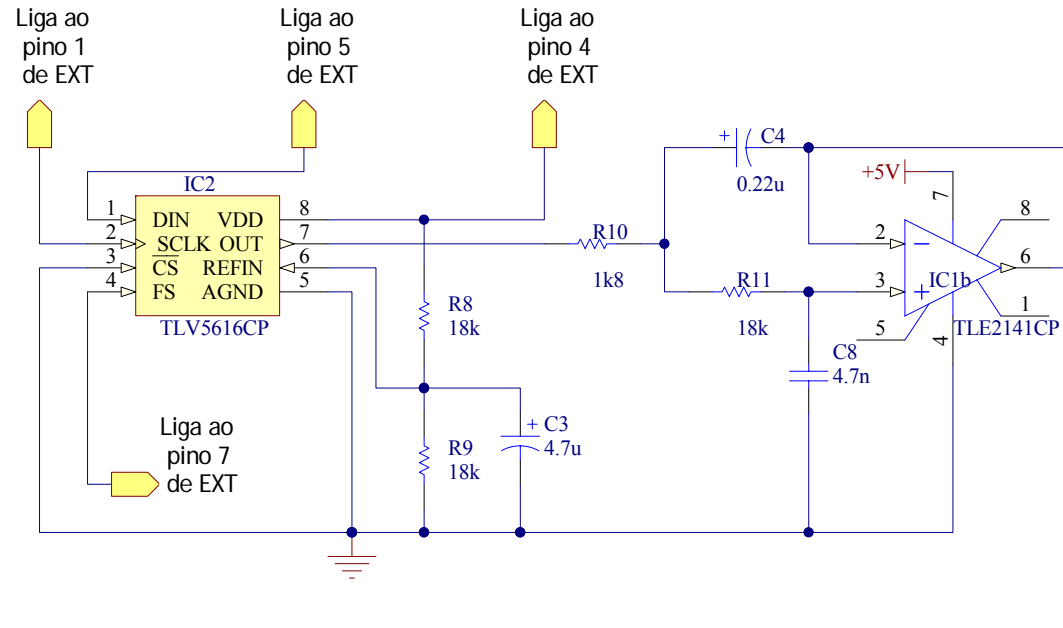 Liga ao
pino 1
de EXT
Liga ao
pino 5
de EXT
Liga ao
pino 4
de EXT
IC2
1
2
3
4
DIN VDD
SCLK OUT
CS REFIN
FS AGND
8
7
6
5
TLV5616CP
R8
18k
R9
18k
+ C3
4.7u
R10
1k8
+ C4
0.22u
R11
18k
C8
4.7n
+5V
7
2
3
−
+
IC1b
8
6
1
5
4
TLE2141CP
Liga ao
pino 7
de EXT